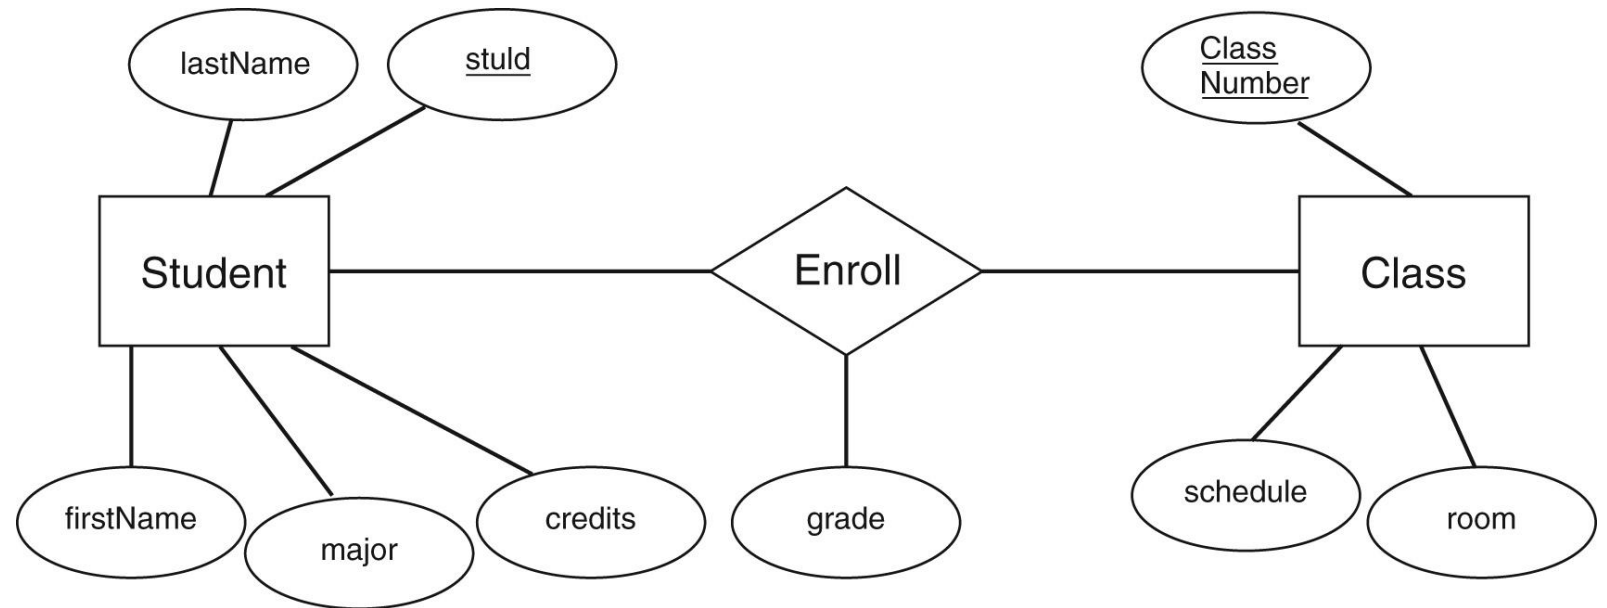 lastName
stuId
Class
Number
Student
Enroll
Class
firstName
major
credits
grade
schedule
room